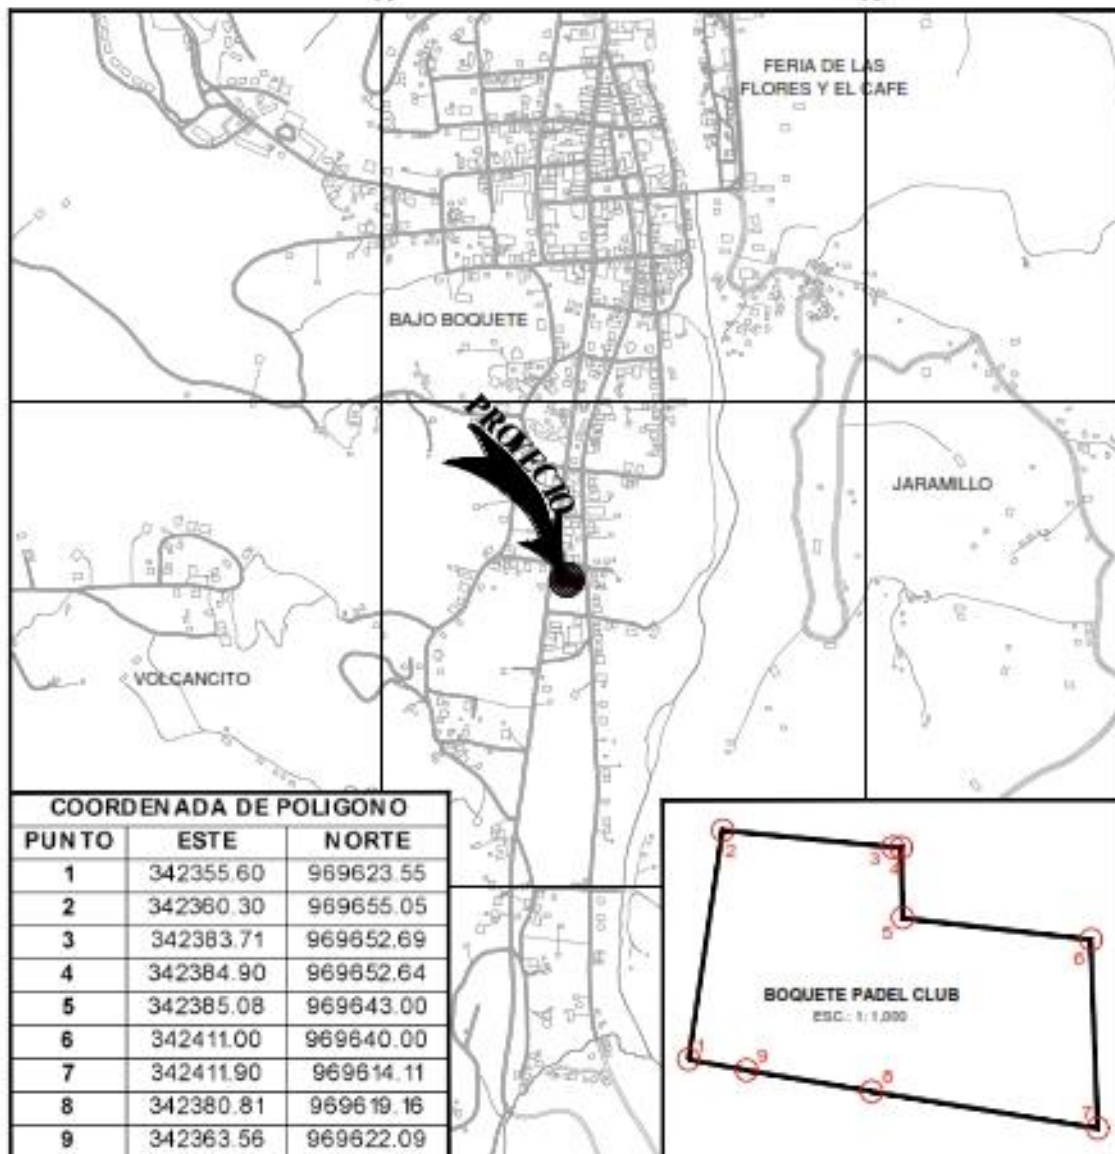 FERIA DE LAS
FLORES Y EL CAFE
BAJO BOQUETE
PROYECTO
JARAMILLO
VOLCANCITO
COORDENADA DE POLIGONO
PUNTO ESTE NORTE
1 342355.60 969623.55
2 342360.30 969655.05
3 342383.71 969652.69
4 342384.90 969652.64
5 342385.08 969643.00
6 342411.00 969640.00
7 342411.90 969614.11
8 342380.81 969619.16
9 342363.56 969622.09
2
3
4
5
6
BOQUETE PADEL CLUB
ESC.: 1: 1,000
1
9
8
7